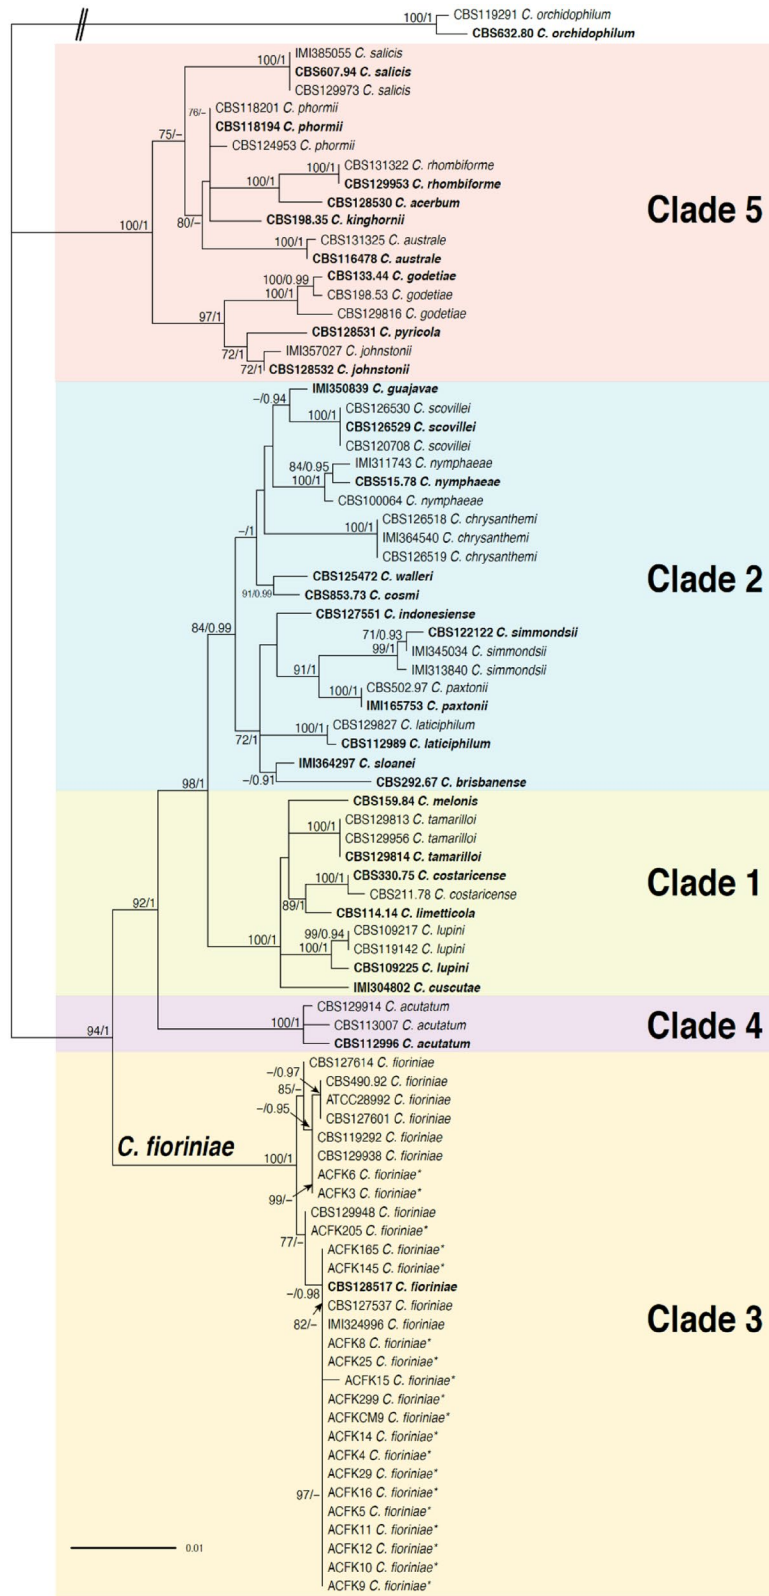 100/1
CBS119291 C. orchidophilum
CBS632.80 C. orchidophilum
IMI385055 C. salicis
100/1
CBS607.94 C. salicis
CBS129973 C. salicis
76/–
CBS118201 C. phormii
CBS118194 C. phormii
75/–
CBS124953 C. phormii
CBS131322 C. rhombiforme
100/1
100/1
CBS129953 C. rhombiforme
CBS128530 C. acerbum
Clade 5
100/1
80/–
CBS198.35 C. kinghornii
100/1
CBS131325 C. australe
CBS116478 C. australe
100/0.99
CBS133.44 C. godetiae
100/1
CBS198.53 C. godetiae
CBS129816 C. godetiae
97/1
CBS128531 C. pyricola
72/1
IMI357027 C. johnstonii
72/1
CBS128532 C. johnstonii
–/0.94
IMI350839 C. guajavae
CBS126530 C. scovillei
100/1
CBS126529 C. scovillei
CBS120708 C. scovillei
84/0.95
IMI311743 C. nymphaeae
100/1
CBS515.78 C. nymphaeae
CBS100064 C. nymphaeae
CBS126518 C. chrysanthemi
–/1
100/1
IMI364540 C. chrysanthemi
CBS126519 C. chrysanthemi
Clade 2
CBS125472 C. walleri
91/0.99
CBS853.73 C. cosmi
CBS127551 C. indonesiense
84/0.99
71/0.93
CBS122122 C. simmondsii
99/1
IMI345034 C. simmondsii
91/1
IMI313840 C. simmondsii
100/1
CBS502.97 C. paxtonii
IMI165753 C. paxtonii
100/1
CBS129827 C. laticiphilum
72/1
CBS112989 C. laticiphilum
IMI364297 C. sloanei
98/1
–/0.91
CBS292.67 C. brisbanense
CBS159.84 C. melonis
CBS129813 C. tamarilloi
100/1
CBS129956 C. tamarilloi
CBS129814 C. tamarilloi
100/1
CBS330.75 C. costaricense
Clade 1
CBS211.78 C. costaricense
92/1
89/1
CBS114.14 C. limetticola
99/0.94
CBS109217 C. lupini
100/1
100/1
CBS119142 C. lupini
CBS109225 C. lupini
IMI304802 C. cuscutae
CBS129914 C. acutatum
100/1
CBS113007 C. acutatum
Clade 4
94/1
CBS112996 C. acutatum
CBS127614 C. fioriniae
–/0.97
CBS490.92 C. fioriniae
85/–
ATCC28992 C. fioriniae
–/0.95
CBS127601 C. fioriniae
CBS119292 C. fioriniae
C. fioriniae
100/1
CBS129938 C. fioriniae
ACFK6 C. fioriniae*
99/–
ACFK3 C. fioriniae*
CBS129948 C. fioriniae
ACFK205 C. fioriniae*
77/–
ACFK165 C. fioriniae*
ACFK145 C. fioriniae*
–/0.98
CBS128517 C. fioriniae
CBS127537 C. fioriniae
82/–
IMI324996 C. fioriniae
Clade 3
ACFK8 C. fioriniae*
ACFK25 C. fioriniae*
ACFK15 C. fioriniae*
ACFK299 C. fioriniae*
ACFKCM9 C. fioriniae*
ACFK14 C. fioriniae*
ACFK4 C. fioriniae*
ACFK29 C. fioriniae*
97/–
ACFK16 C. fioriniae*
ACFK5 C. fioriniae*
ACFK11 C. fioriniae*
0.01
ACFK12 C. fioriniae*
ACFK10 C. fioriniae*
ACFK9 C. fioriniae*